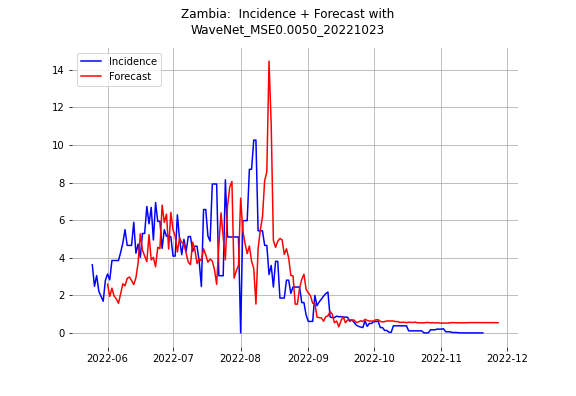 Zambia:  Incidence + Forecast with
WaveNet_MSE0.0050_20221023
Incidence
Forecast
14
12
10
8
6
4
2
0
2022-06 2022-07 2022-08 2022-09 2022-10 2022-11 2022-12